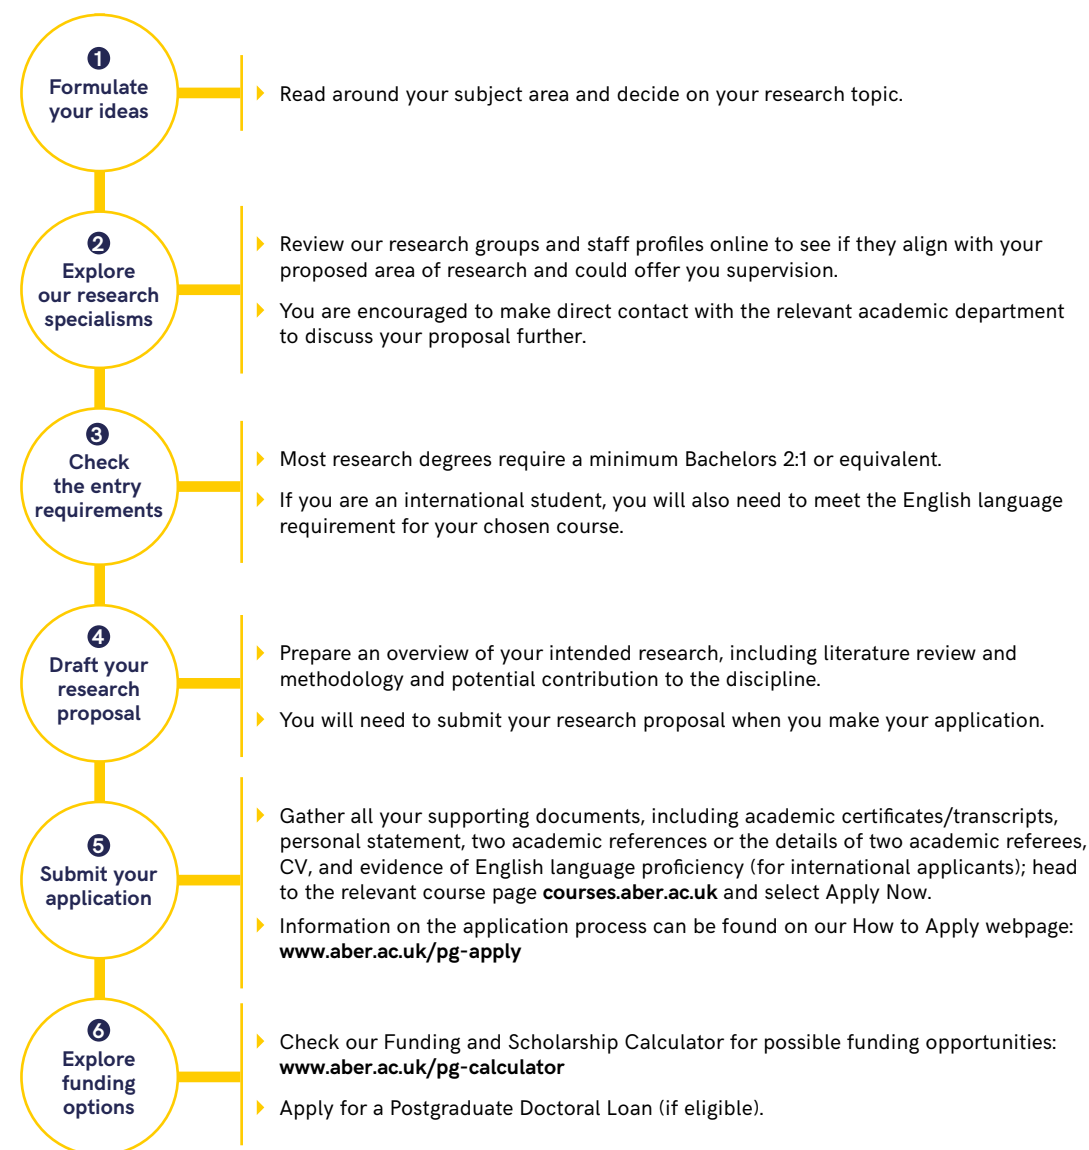 1
Formulate
your ideas
Read around your subject area and decide on your research topic.
2
Explore
our research
specialisms
Review our research groups and staff profiles online to see if they align with your
proposed area of research and could offer you supervision.
You are encouraged to make direct contact with the relevant academic department
to discuss your proposal further.
3
Check
the entry
requirements
Most research degrees require a minimum Bachelors 2:1 or equivalent.
If you are an international student, you will also need to meet the English language
requirement for your chosen course.
4
Draft your
research
proposal
Prepare an overview of your intended research, including literature review and
methodology and potential contribution to the discipline.
You will need to submit your research proposal when you make your application.
5
Submit your
application
Gather all your supporting documents, including academic certificates/transcripts,
personal statement, two academic references or the details of two academic referees,
CV, and evidence of English language proficiency (for international applicants); head
to the relevant course page courses.aber.ac.uk and select Apply Now.
Information on the application process can be found on our How to Apply webpage:
www.aber.ac.uk/pg-apply
6
Explore
funding
options
Check our Funding and Scholarship Calculator for possible funding opportunities:
www.aber.ac.uk/pg-calculator
Apply for a Postgraduate Doctoral Loan (if eligible).